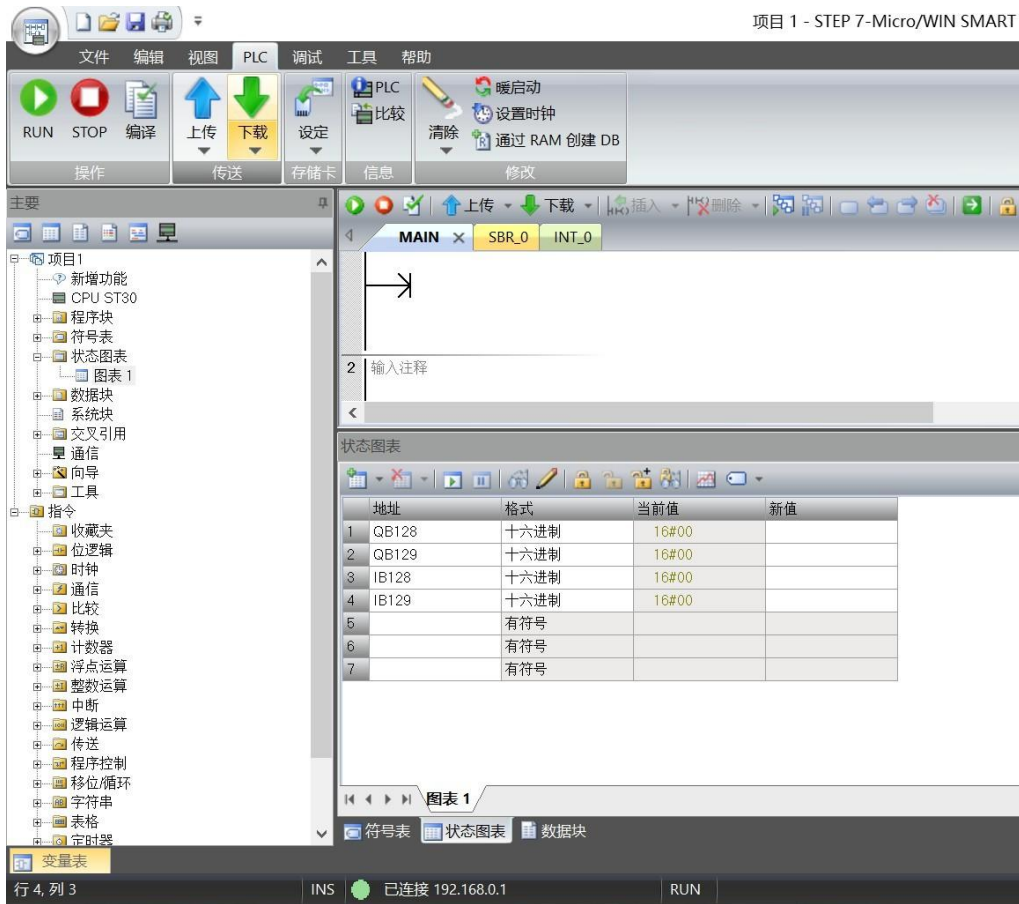 项目 1 - STEP 7-Micro/WIN SMART
文件 编辑 视图 PLC 调试 工具 帮助
RUN STOP 编译 上传 下载 设定 PLC 比较 清除 暖启动 设置时钟 通过 RAM 创建 DB
操作 传送 存储卡 信息 修改
主要
项目1
新增功能
CPU ST30
程序块
符号表
状态图表
图表 1
数据块
系统块
交叉引用
通信
向导
工具
指令
收藏夹
位逻辑
时钟
通信
比较
转换
计数器
浮点运算
整数运算
中断
逻辑运算
传送
程序控制
移位/循环
字符串
表格
定时器
变量表
上传 下载 插入 删除
MAIN SBR_0 INT_0
2 输入注释
状态图表
地址 格式 当前值 新值
1 QB128 十六进制 16#00
2 QB129 十六进制 16#00
3 IB128 十六进制 16#00
4 IB129 十六进制 16#00
5 有符号
6 有符号
7 有符号
图表 1
符号表 状态图表 数据块
行 4, 列 3 INS 已连接 192.168.0.1 RUN